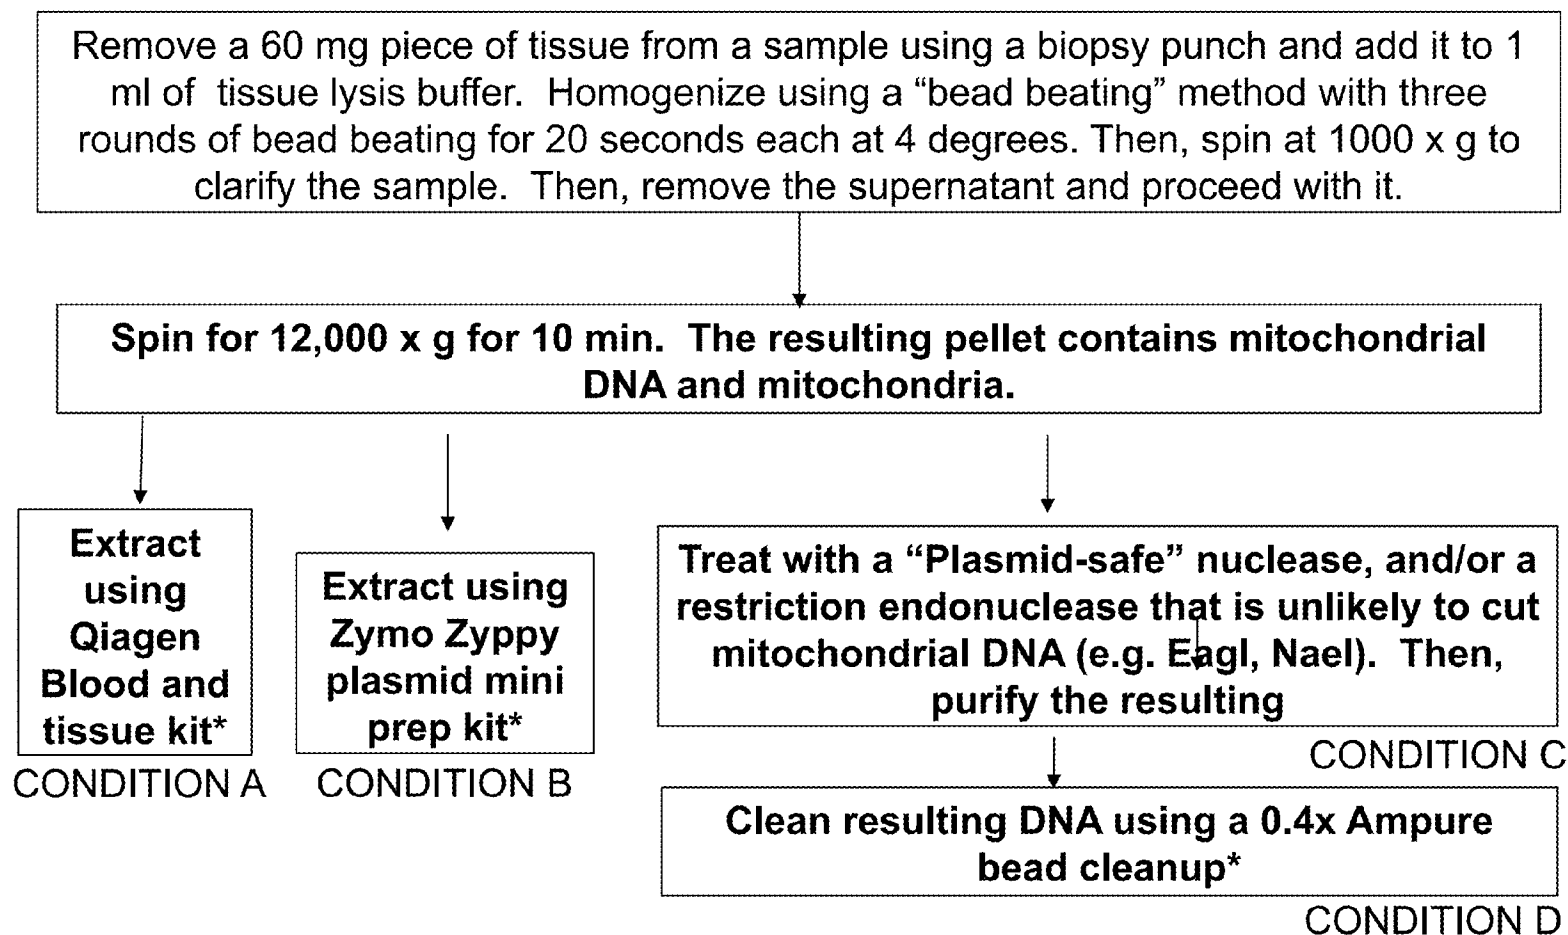 Remove a 60 mg piece of tissue from a sample using a biopsy punch and add it to 1
ml of tissue lysis buffer. Homogenize using a “bead beating” method with three
rounds of bead beating for 20 seconds each at 4 degrees. Then, spin at 1000 x g to
clarify the sample. Then, remove the supernatant and proceed with it.
Spin for 12,000 x g for 10 min. The resulting pellet contains mitochondrial
DNA and mitochondria.
Extract
using
Qiagen
Blood and
tissue kit*
CONDITION A
Extract using
Zymo Zyppy
plasmid mini
prep kit*
CONDITION B
Treat with a “Plasmid-safe” nuclease, and/or a
restriction endonuclease that is unlikely to cut
mitochondrial DNA (e.g. EagI, NaeI). Then,
purify the resulting
CONDITION C
Clean resulting DNA using a 0.4x Ampure
bead cleanup*
CONDITION D